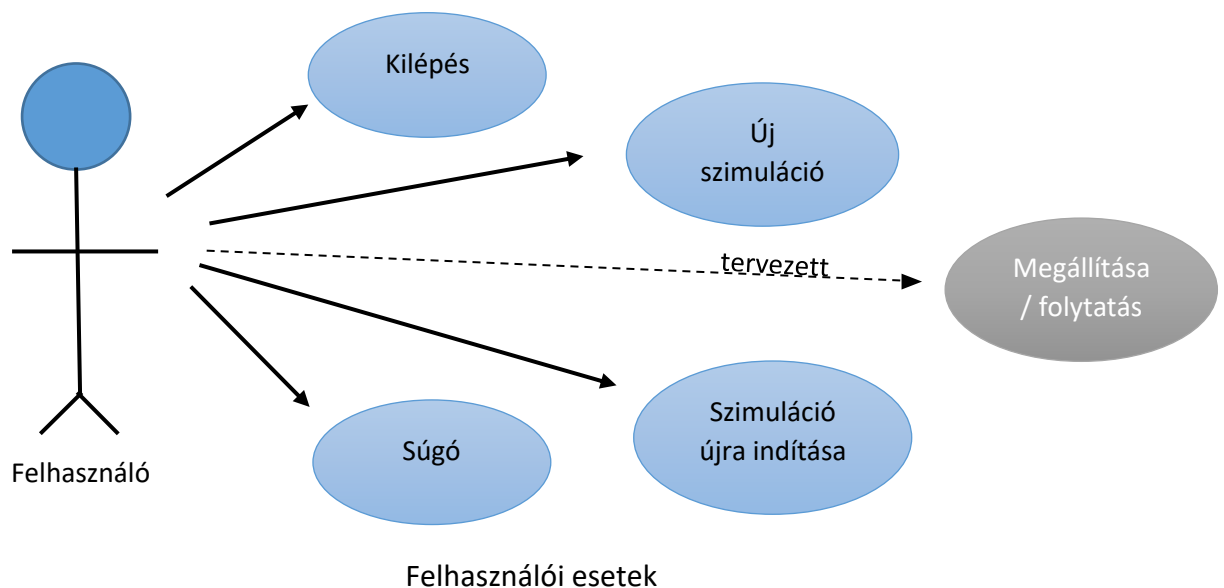 Kilépés
Új
szimuláció
tervezett
Megállítása
/ folytatás
Szimuláció
újra indítása
Súgó
Felhasználó
Felhasználói esetek